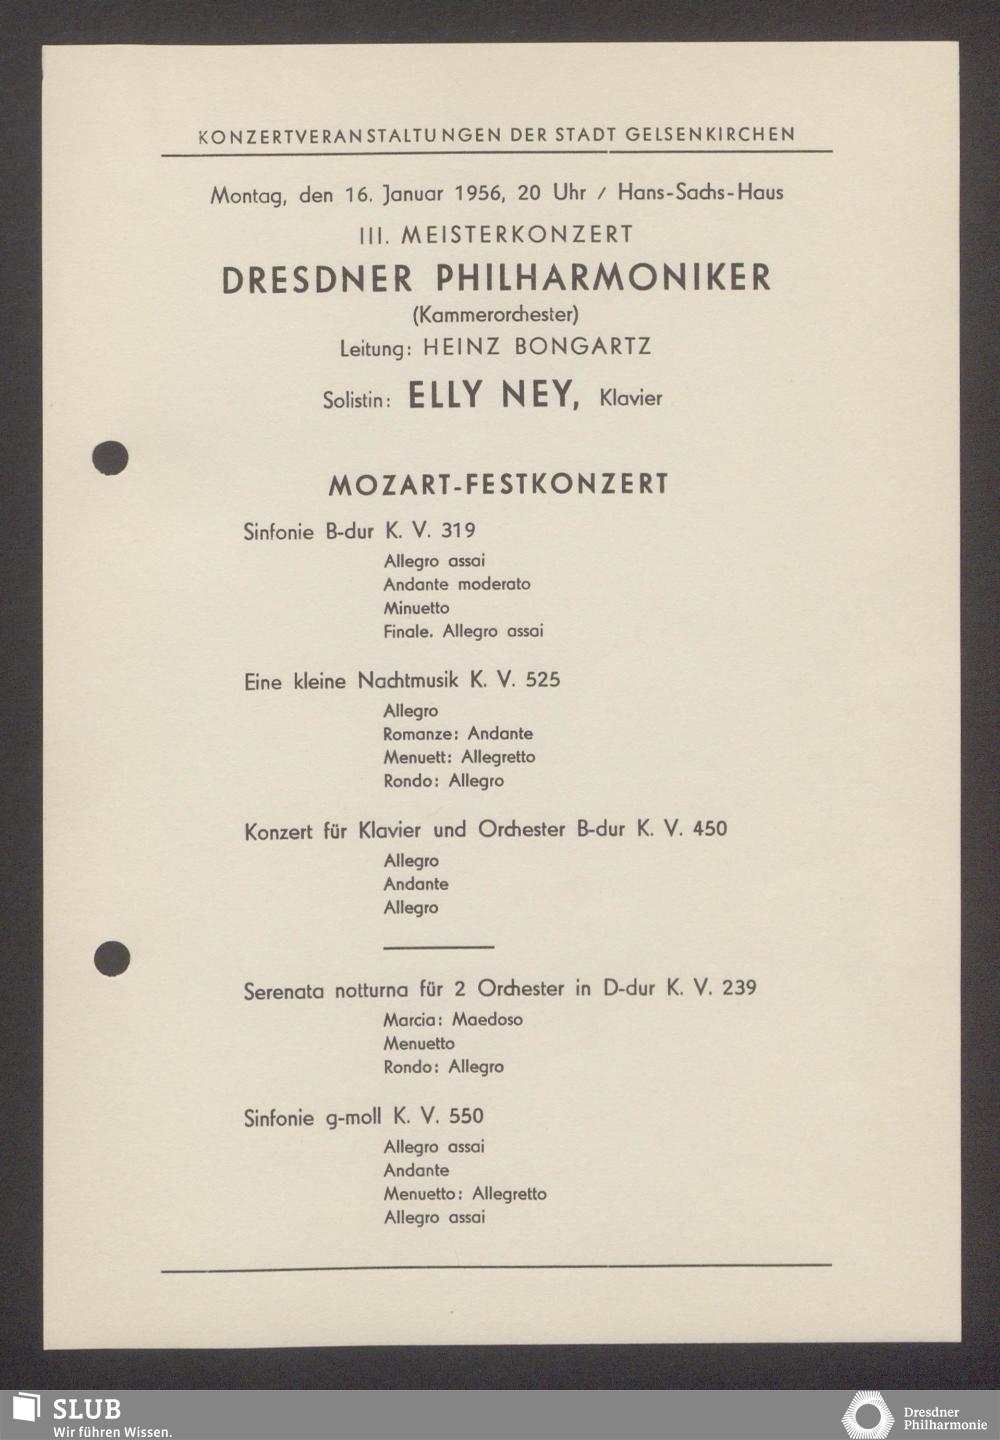 KONZERTVERANSTALTUNGEN DER STADT GELSENKIRCHEN
Montag, den 16. Januar 1956, 20 Uhr / Hans-Sachs-Haus
III. MEISTERKONZERT
DRESDNER PHILHARMONIKER
(Kammerorchester)
Leitung: HEINZ BONGARTZ
Solistin: ELLY NEY, Klavier
MOZART-FESTKONZERT
Sinfonie B-dur K. V. 319
Allegro assai
Andante moderato
Minuetto
Finale. Allegro assai
Eine kleine Nachtmusik K. V. 525
Allegro
Romanze: Andante
Menuett: Allegretto
Rondo: Allegro
Konzert für Klavier und Orchester B-dur K. V. 450
Allegro
Andante
Allegro
Serenata notturna für 2 Orchester in D-dur K. V. 239
Marcia: Maedoso
Menuetto
Rondo: Allegro
Sinfonie g-moll K. V. 550
Allegro assai
Andante
Menuetto: Allegretto
Allegro assai
SLUB
Wir führen Wissen.
Dresdner
Philharmonie